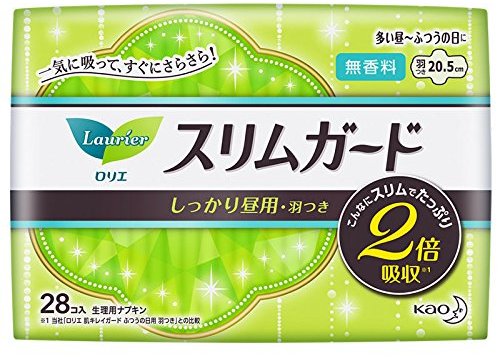 多い昼~ふつうの日に
一気に吸って、すぐにさらさら!
無香料
羽つき 20.5cm
Laurier
ロリエ
スリムガード
しっかり昼用・羽つき
こんなにスリムでたっぷり
2倍
吸収※1
28コ入 生理用ナプキン
※1 当社「ロリエ 肌キレイガード ふつうの日用 羽つき」との比較
Kao